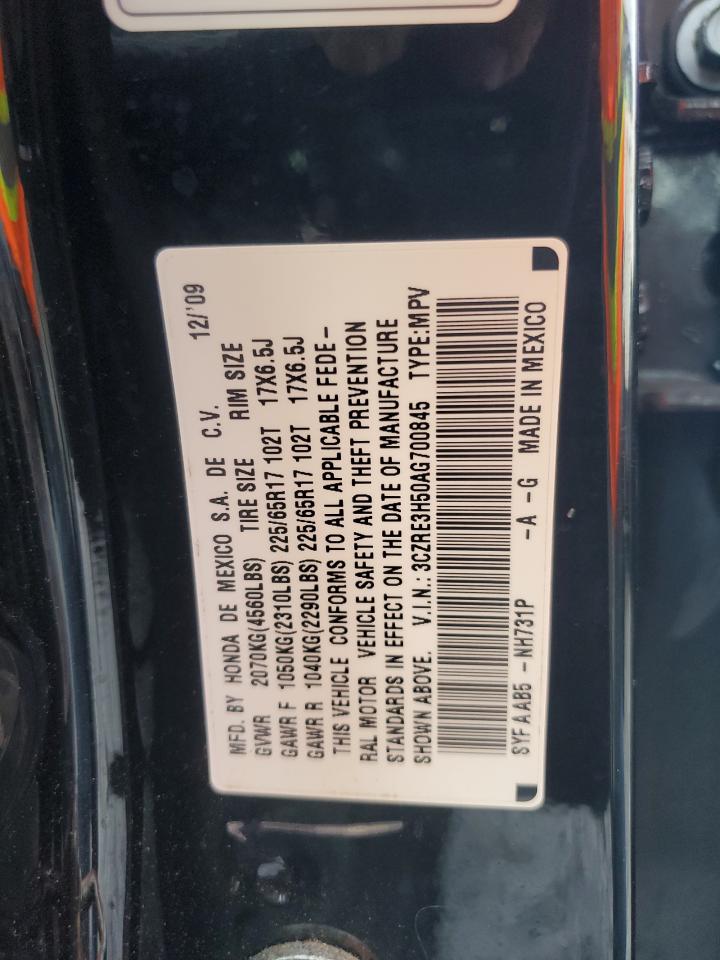 MFD. BY HONDA DE MEXICO S.A. DE C.V. 12/'09
GVWR 2070KG(4560LBS) TIRE SIZE RIM SIZE
GAWR F 1050KG(2310LBS) 225/65R17 102T 17X6.5J
GAWR R 1040KG(2290LBS) 225/65R17 102T 17X6.5J
THIS VEHICLE CONFORMS TO ALL APPLICABLE FEDE-
RAL MOTOR VEHICLE SAFETY AND THEFT PREVENTION
STANDARDS IN EFFECT ON THE DATE OF MANUFACTURE
SHOWN ABOVE. V.I.N.: 3CZRE3H50AG700845 TYPE:MPV
SYFAAB5 -NH731P -A -G MADE IN MEXICO